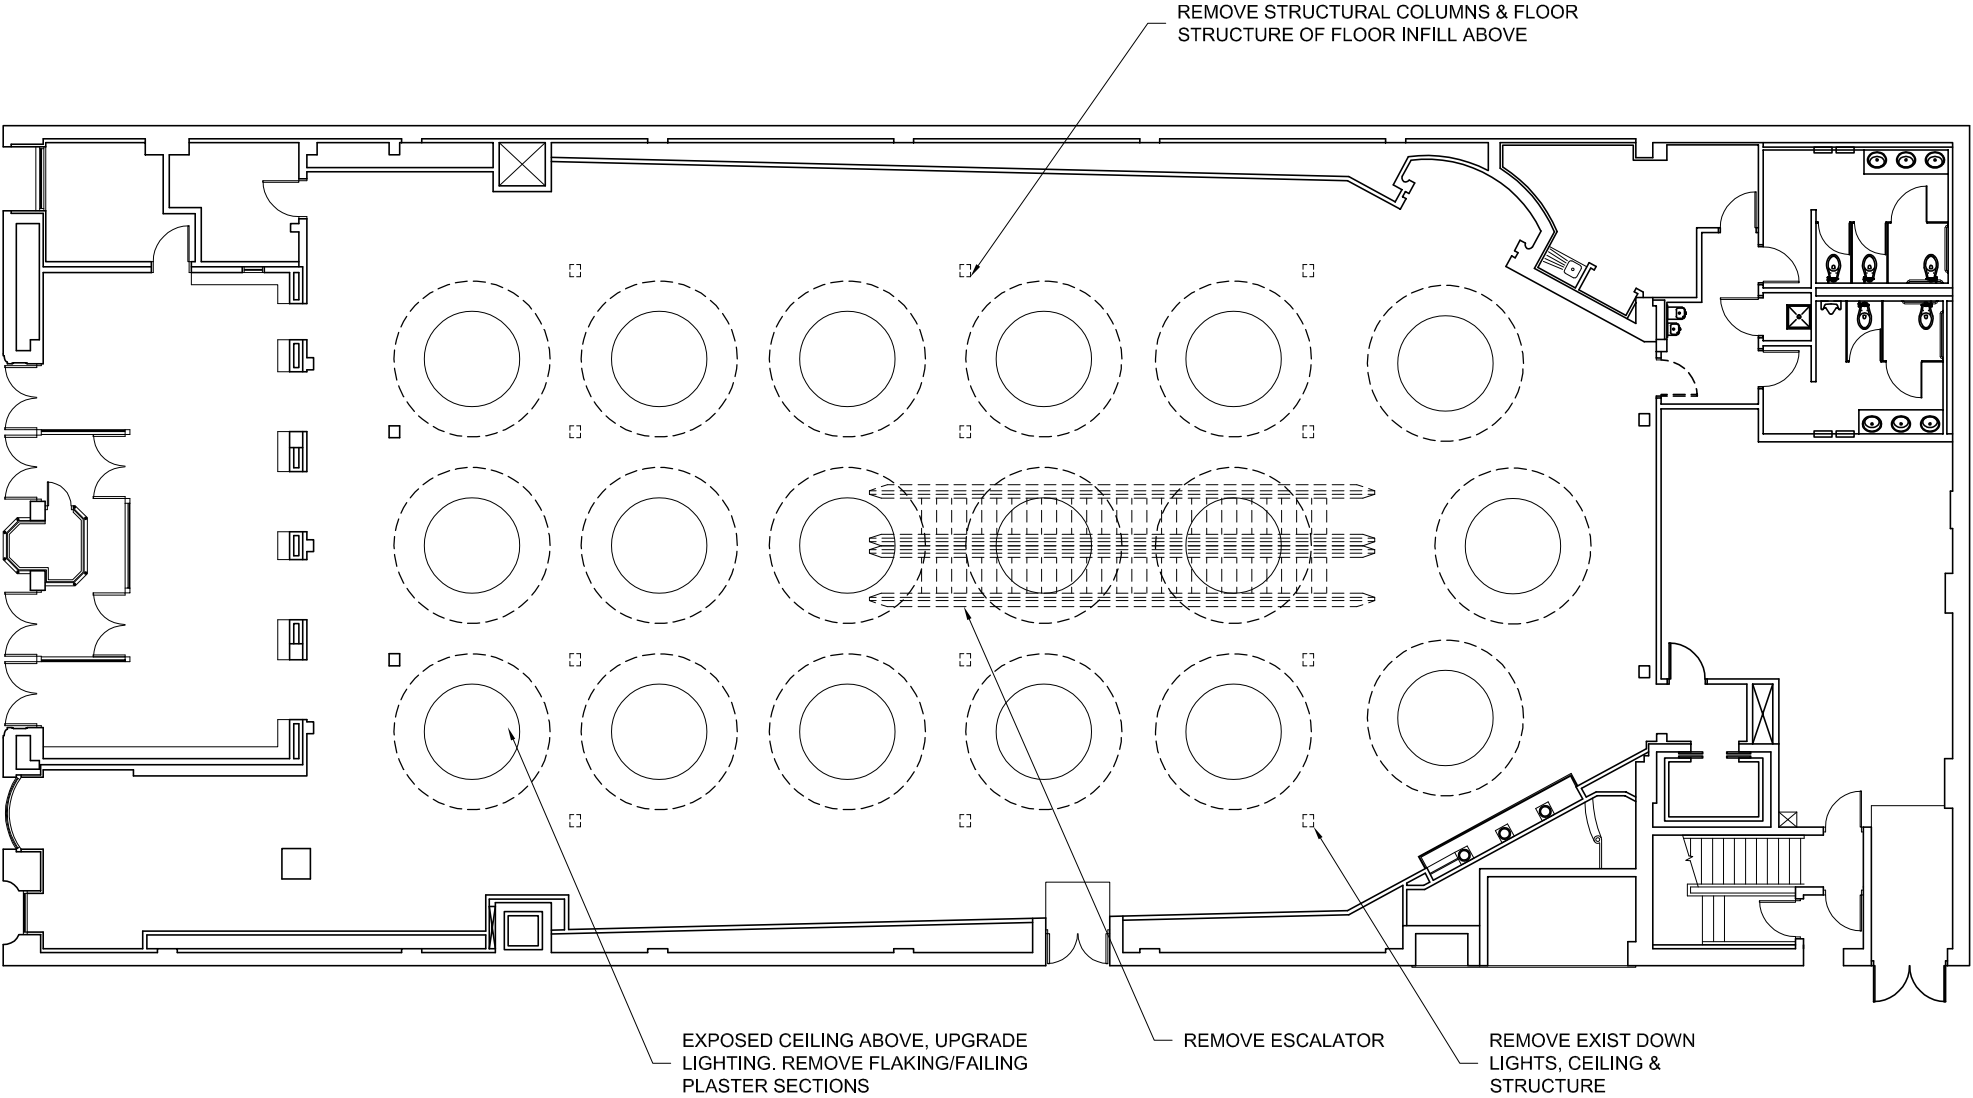 REMOVE STRUCTURAL COLUMNS & FLOOR
STRUCTURE OF FLOOR INFILL ABOVE
EXPOSED CEILING ABOVE, UPGRADE
LIGHTING. REMOVE FLAKING/FAILING
PLASTER SECTIONS
REMOVE ESCALATOR
REMOVE EXIST DOWN
LIGHTS, CEILING &
STRUCTURE